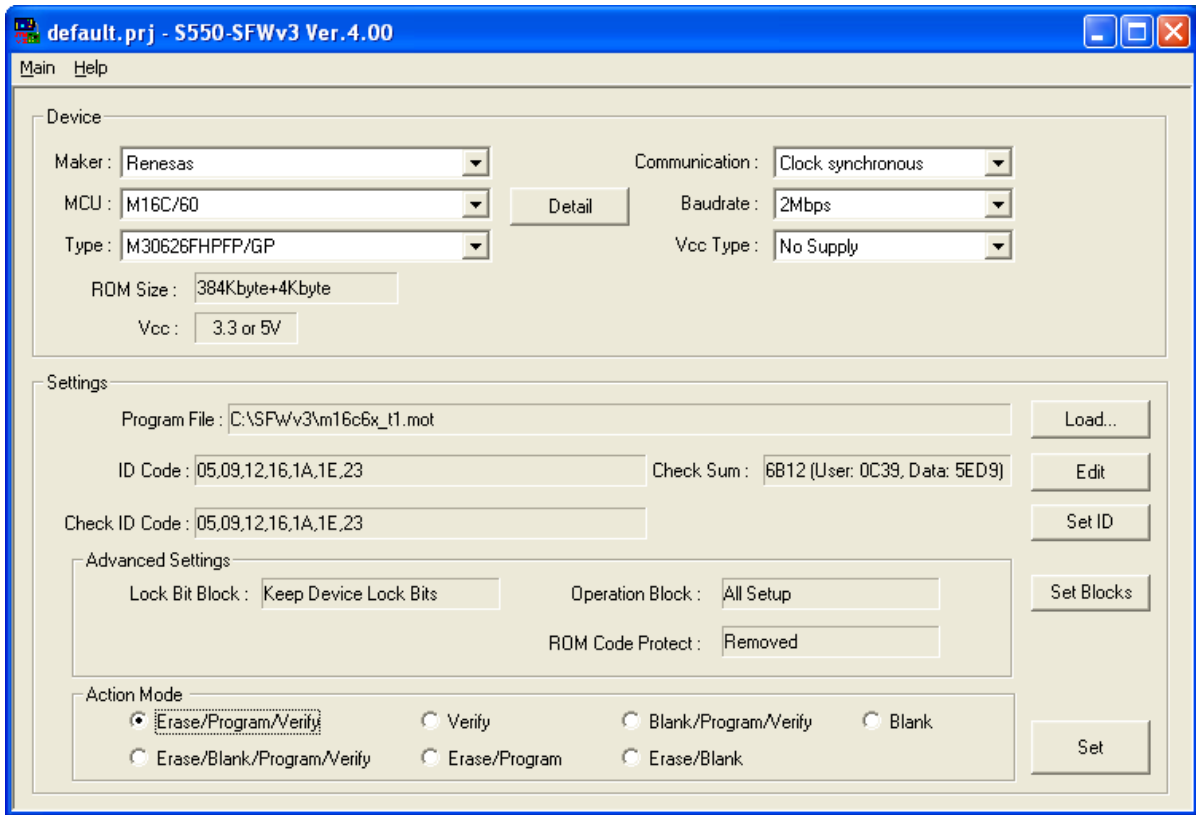 default.prj - S550-SFWv3 Ver.4.00
Main Help
Device
Maker : Renesas Communication : Clock synchronous
MCU : M16C/60 Detail Baudrate : 2Mbps
Type : M30626FHPFP/GP Vcc Type : No Supply
ROM Size : 384Kbyte+4Kbyte
Vcc : 3.3 or 5V
Settings
Program File : C:\SFWv3\m16c6x_t1.mot Load...
ID Code : 05,09,12,16,1A,1E,23 Check Sum : 6B12 (User: 0C39, Data: 5ED9) Edit
Check ID Code : 05,09,12,16,1A,1E,23 Set ID
Advanced Settings
Lock Bit Block : Keep Device Lock Bits Operation Block : All Setup Set Blocks
ROM Code Protect : Removed
Action Mode
Erase/Program/Verify Verify Blank/Program/Verify Blank
Erase/Blank/Program/Verify Erase/Program Erase/Blank Set